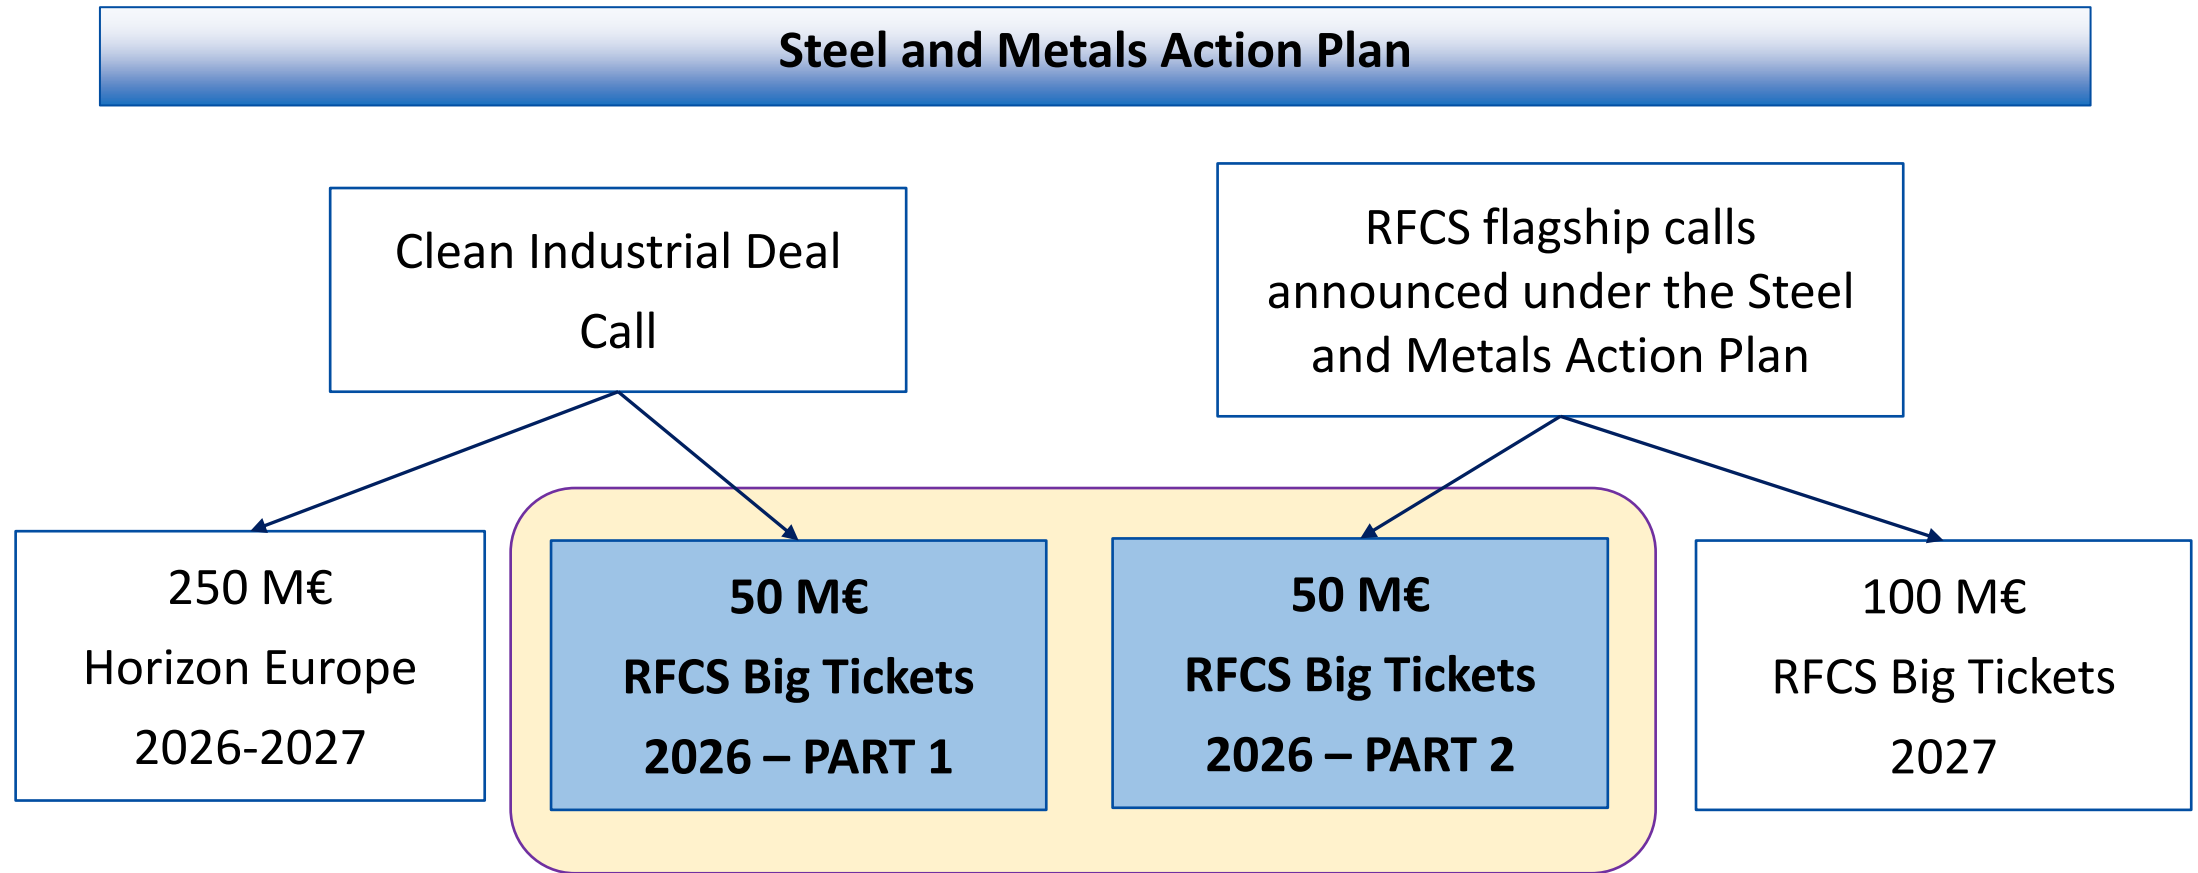 Steel and Metals Action Plan
Clean Industrial Deal
Call
RFCS flagship calls
announced under the Steel
and Metals Action Plan
250 M€
Horizon Europe
2026-2027
50 M€
RFCS Big Tickets
2026 – PART 1
50 M€
RFCS Big Tickets
2026 – PART 2
100 M€
RFCS Big Tickets
2027